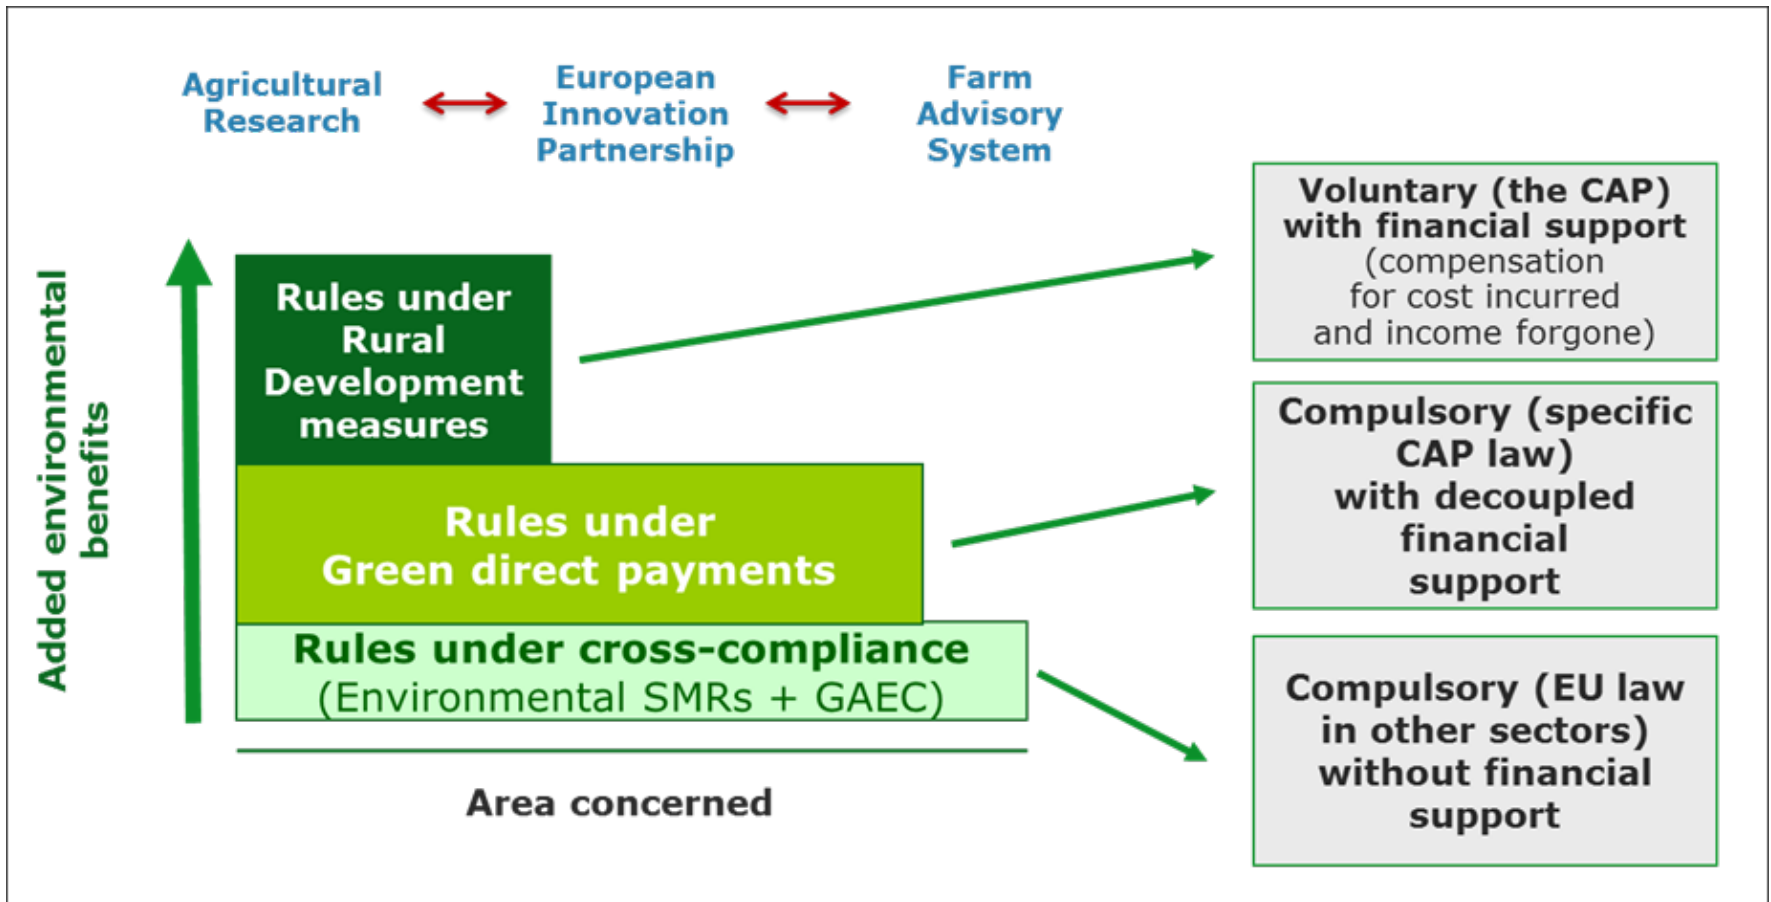 Agricultural
Research
European
Innovation
Partnership
Farm
Advisory
System
Added environmental
benefits
Rules under
Rural
Development
measures
Rules under
Green direct payments
Rules under cross-compliance
(Environmental SMRs + GAEC)
Area concerned
Voluntary (the CAP)
with financial support
(compensation
for cost incurred
and income forgone)
Compulsory (specific
CAP law)
with decoupled
financial
support
Compulsory (EU law
in other sectors)
without financial
support